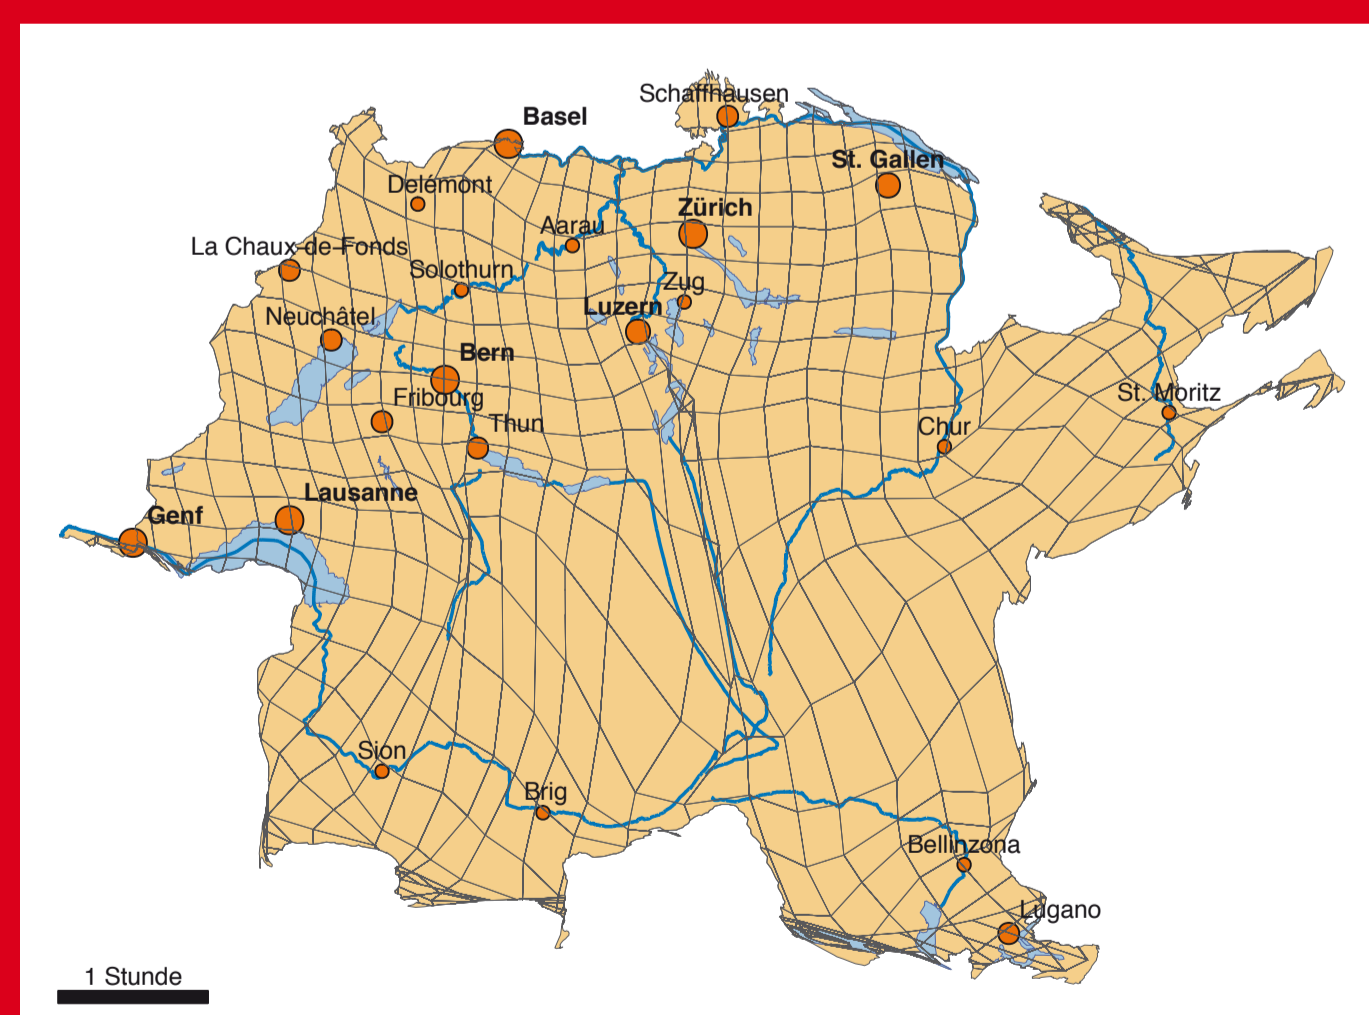 Schaffhausen
Basel
St. Gallen
Delémont
Zürich
Aarau
La Chaux-de-Fonds
Solothurn
Zug
Luzern
Neuchâtel
Bern
Fribourg
St. Moritz
Thun
Chur
Lausanne
Genf
Sion
Brig
Bellinzona
Lugano
1 Stunde